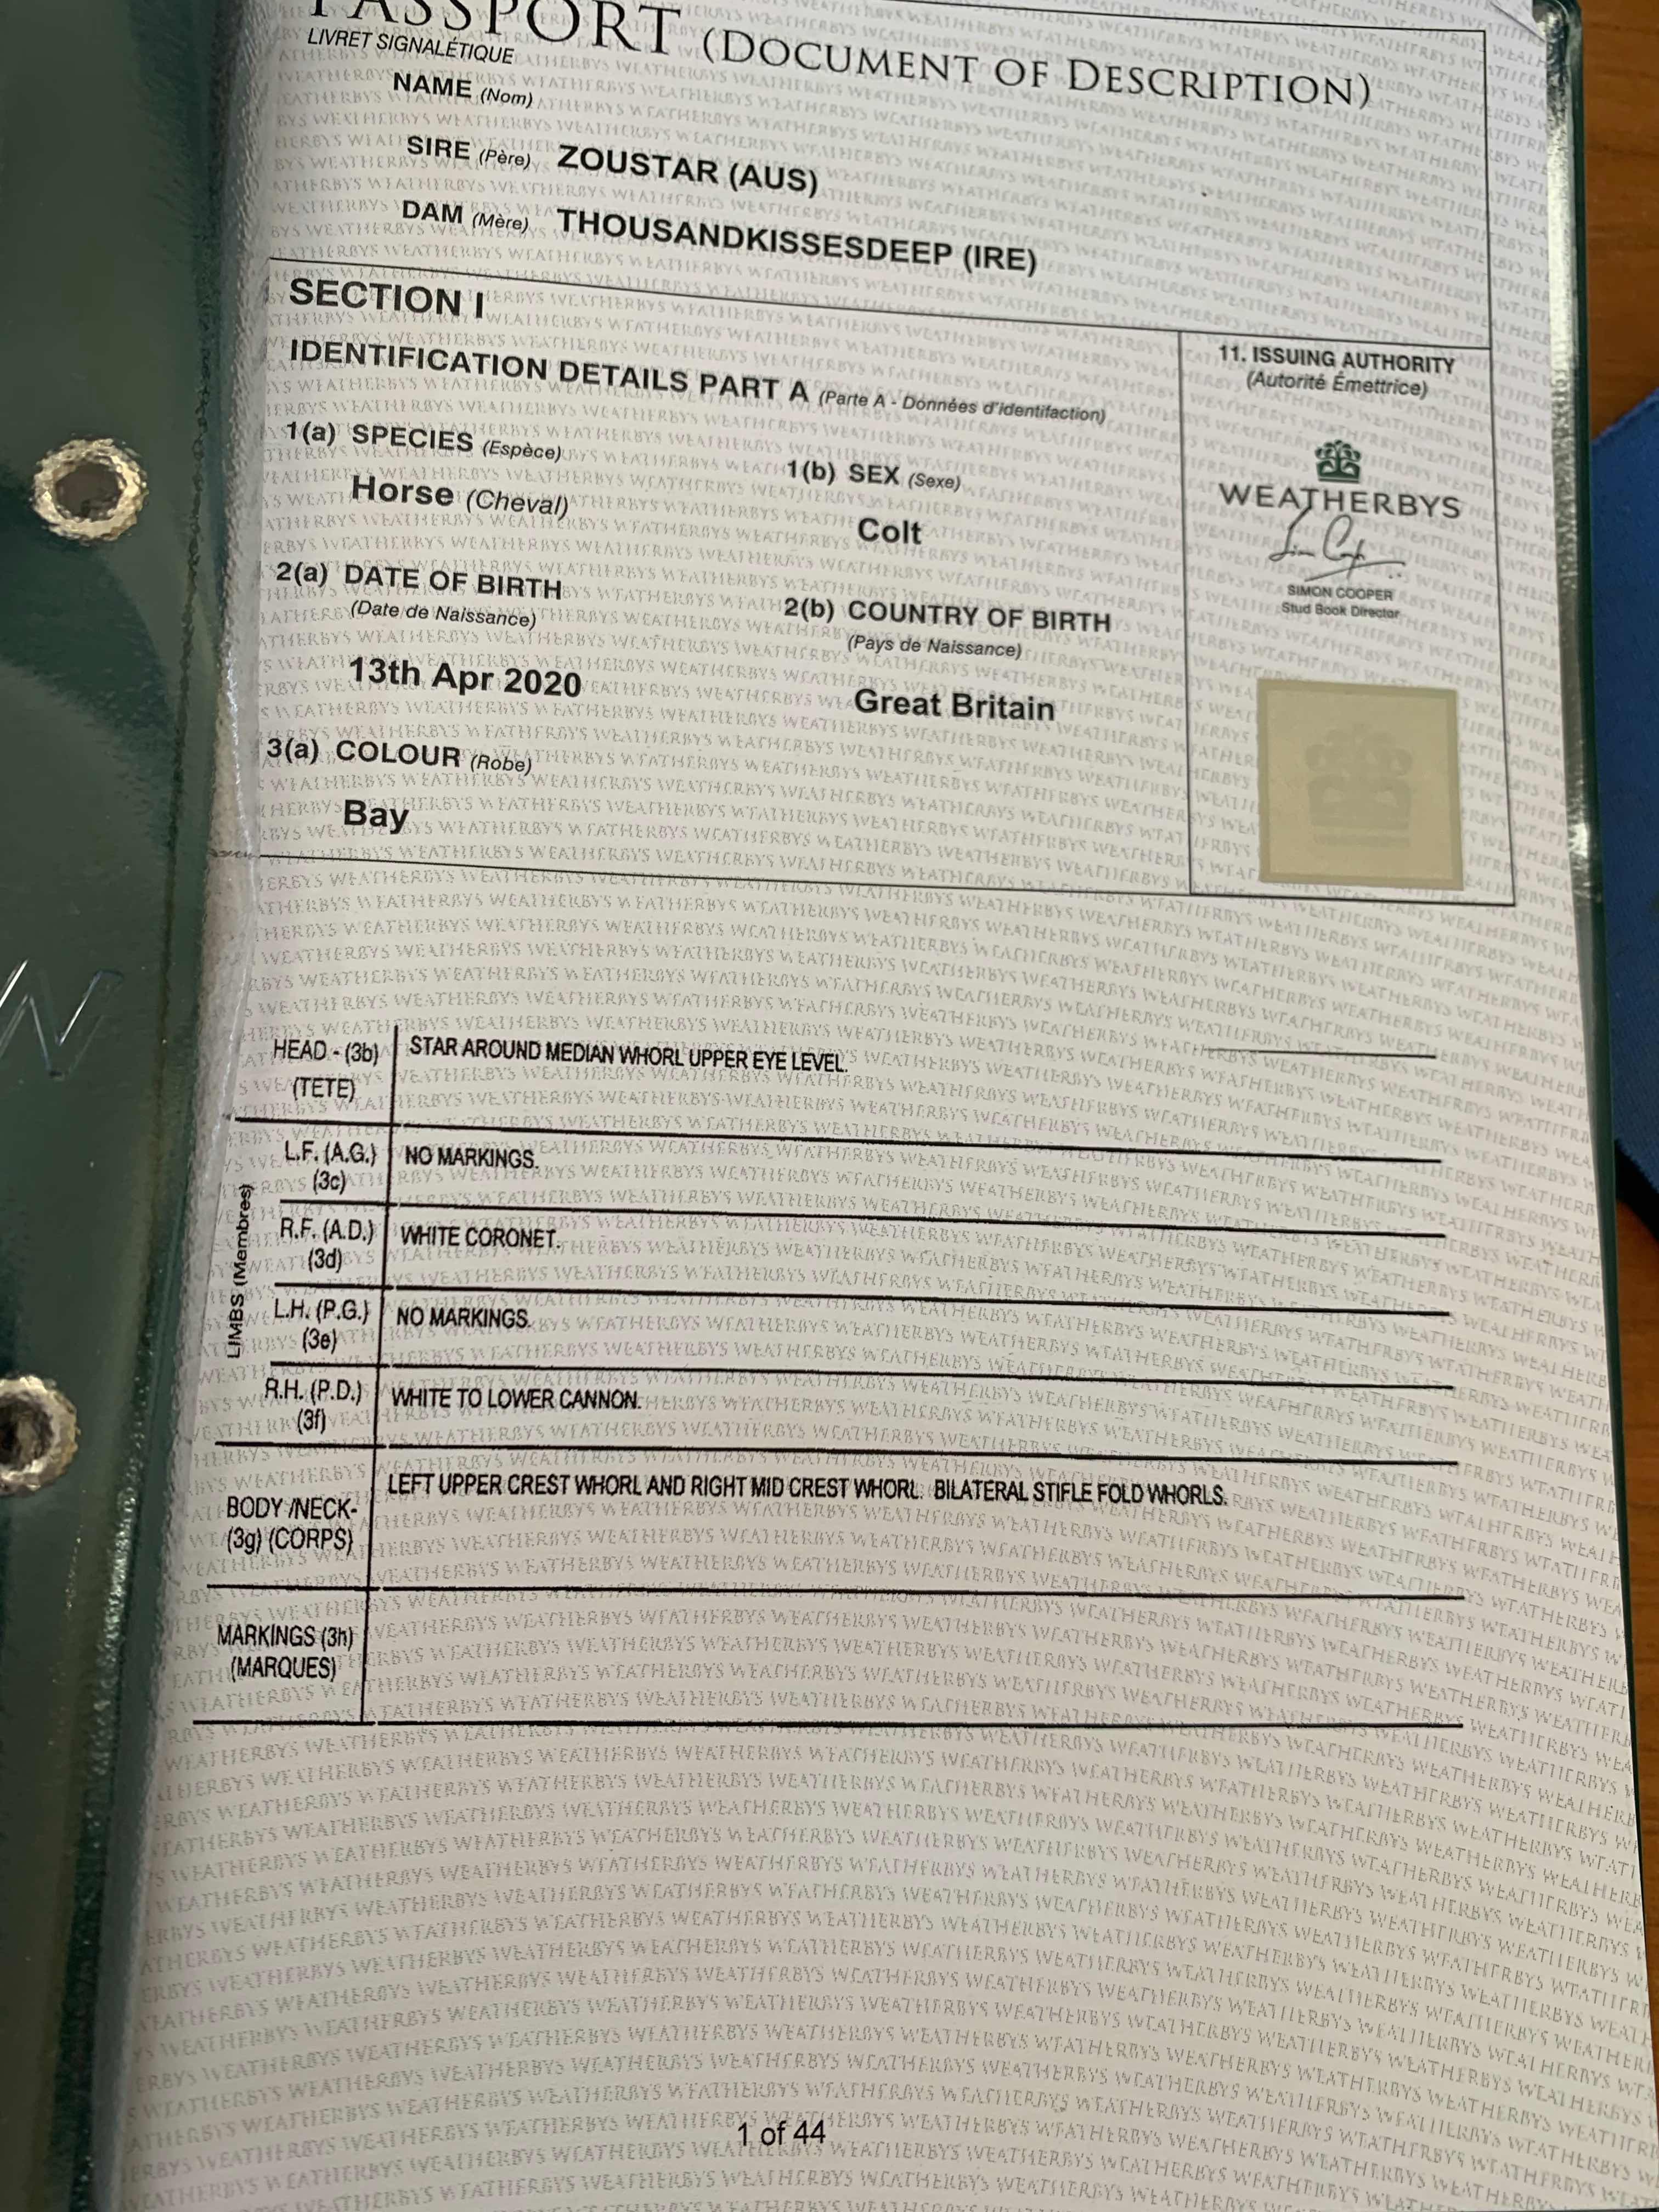 PASSPORT (DOCUMENT OF DESCRIPTION)
LIVRET SIGNALÉTIQUE
NAME (Nom)
SIRE (Père) ZOUSTAR (AUS)
DAM (Mère) THOUSANDKISSESDEEP (IRE)
SECTION I
IDENTIFICATION DETAILS PART A (Parte A - Données d'identifaction)
11. ISSUING AUTHORITY
(Autorité Émettrice)
1(a) SPECIES (Espèce)
1(b) SEX (Sexe)
Horse (Cheval)
Colt
WEATHERBYS
SIMON COOPER
Stud Book Director
2(a) DATE OF BIRTH
(Date de Naissance)
2(b) COUNTRY OF BIRTH
(Pays de Naissance)
13th Apr 2020
Great Britain
3(a) COLOUR (Robe)
Bay
HEAD - (3b)
(TETE)
STAR AROUND MEDIAN WHORL UPPER EYE LEVEL.
LIMBS (Membres)
L.F. (A.G.)
(3c)
NO MARKINGS.
R.F. (A.D.)
(3d)
WHITE CORONET.
L.H. (P.G.)
(3e)
NO MARKINGS.
R.H. (P.D.)
(3f)
WHITE TO LOWER CANNON.
BODY /NECK-
(3g) (CORPS)
LEFT UPPER CREST WHORL AND RIGHT MID CREST WHORL. BILATERAL STIFLE FOLD WHORLS.
MARKINGS (3h)
(MARQUES)
1 of 44